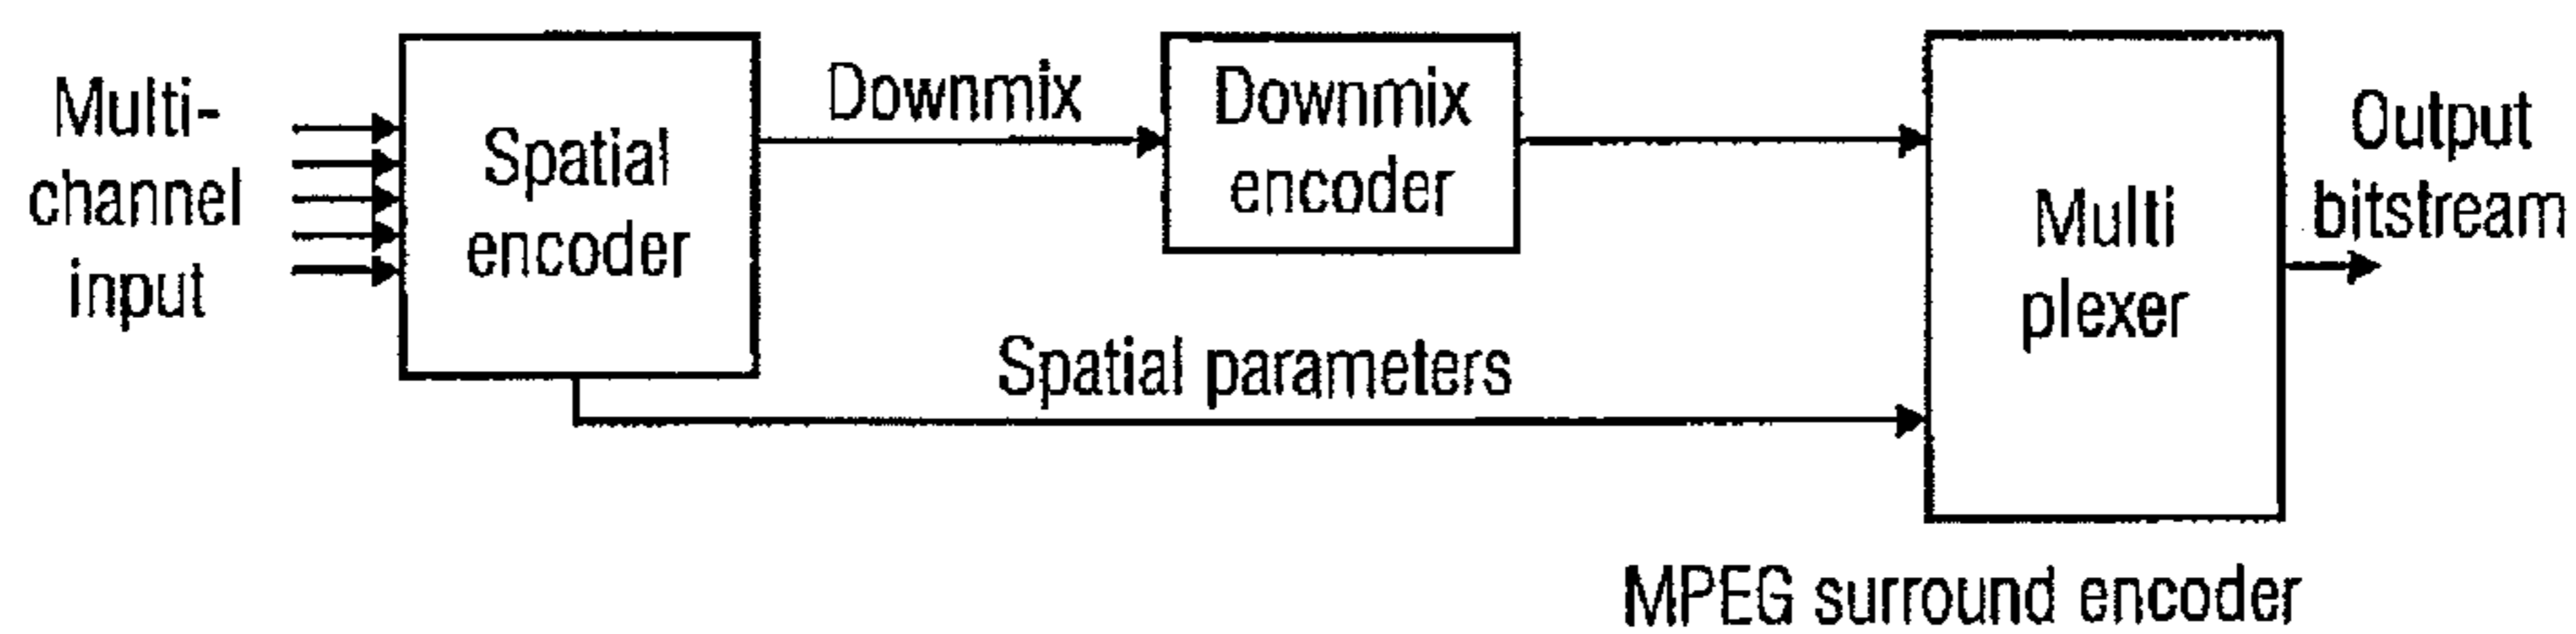 Multi-
channel
input
Spatial
encoder
Downmix
Downmix
encoder
Spatial parameters
Multi
plexer
Output
bitstream
MPEG surround encoder